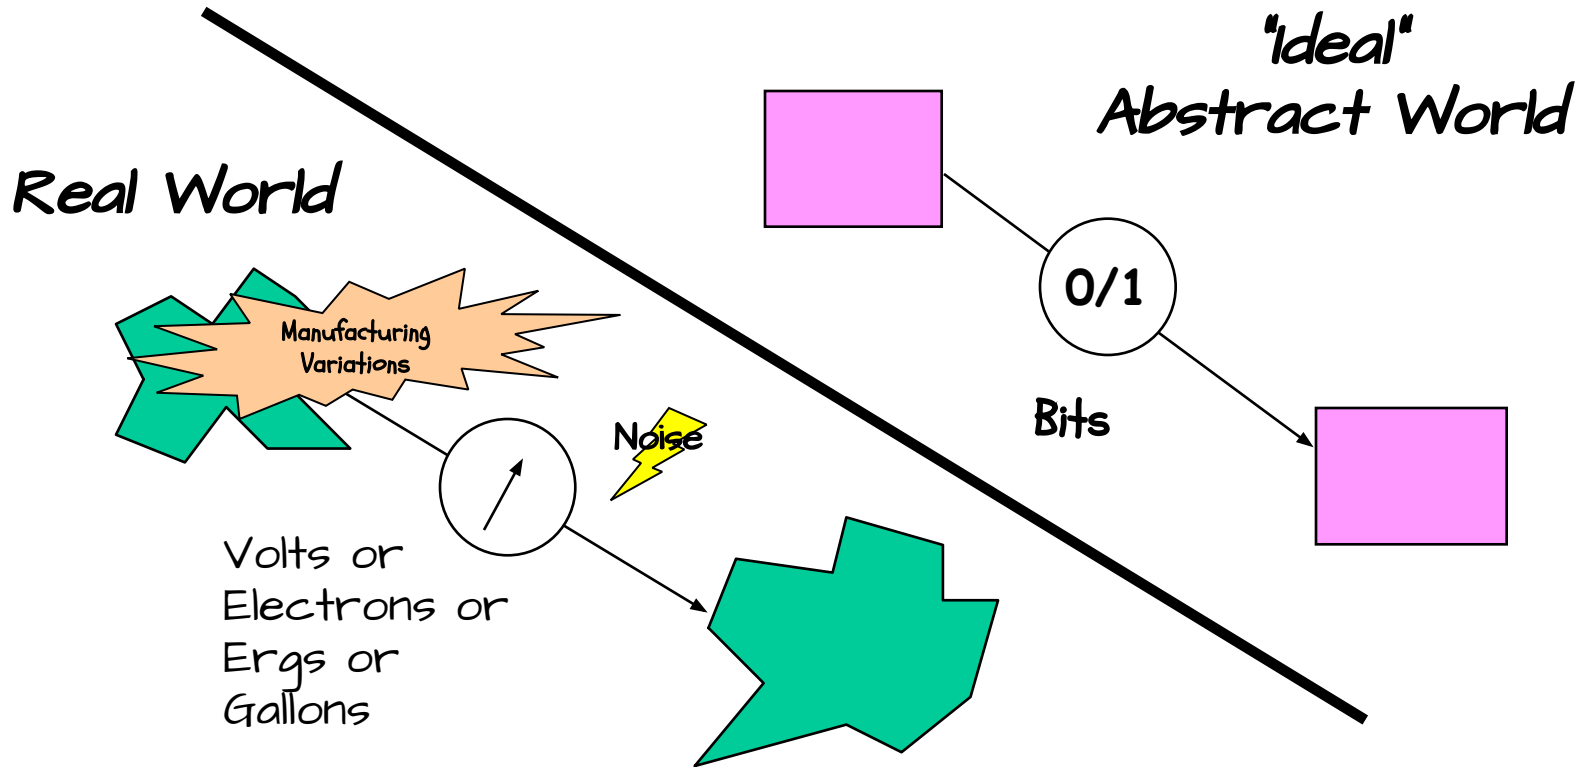 "Ideal"
Abstract World
Real World
0/1
Manufacturing
Variations
Bits
Noise
Volts or
Electrons or
Ergs or
Gallons